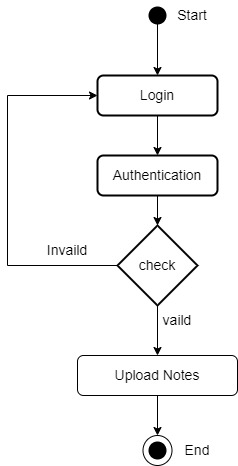 Start
Login
Authentication
Invaild
check
vaild
Upload Notes
End